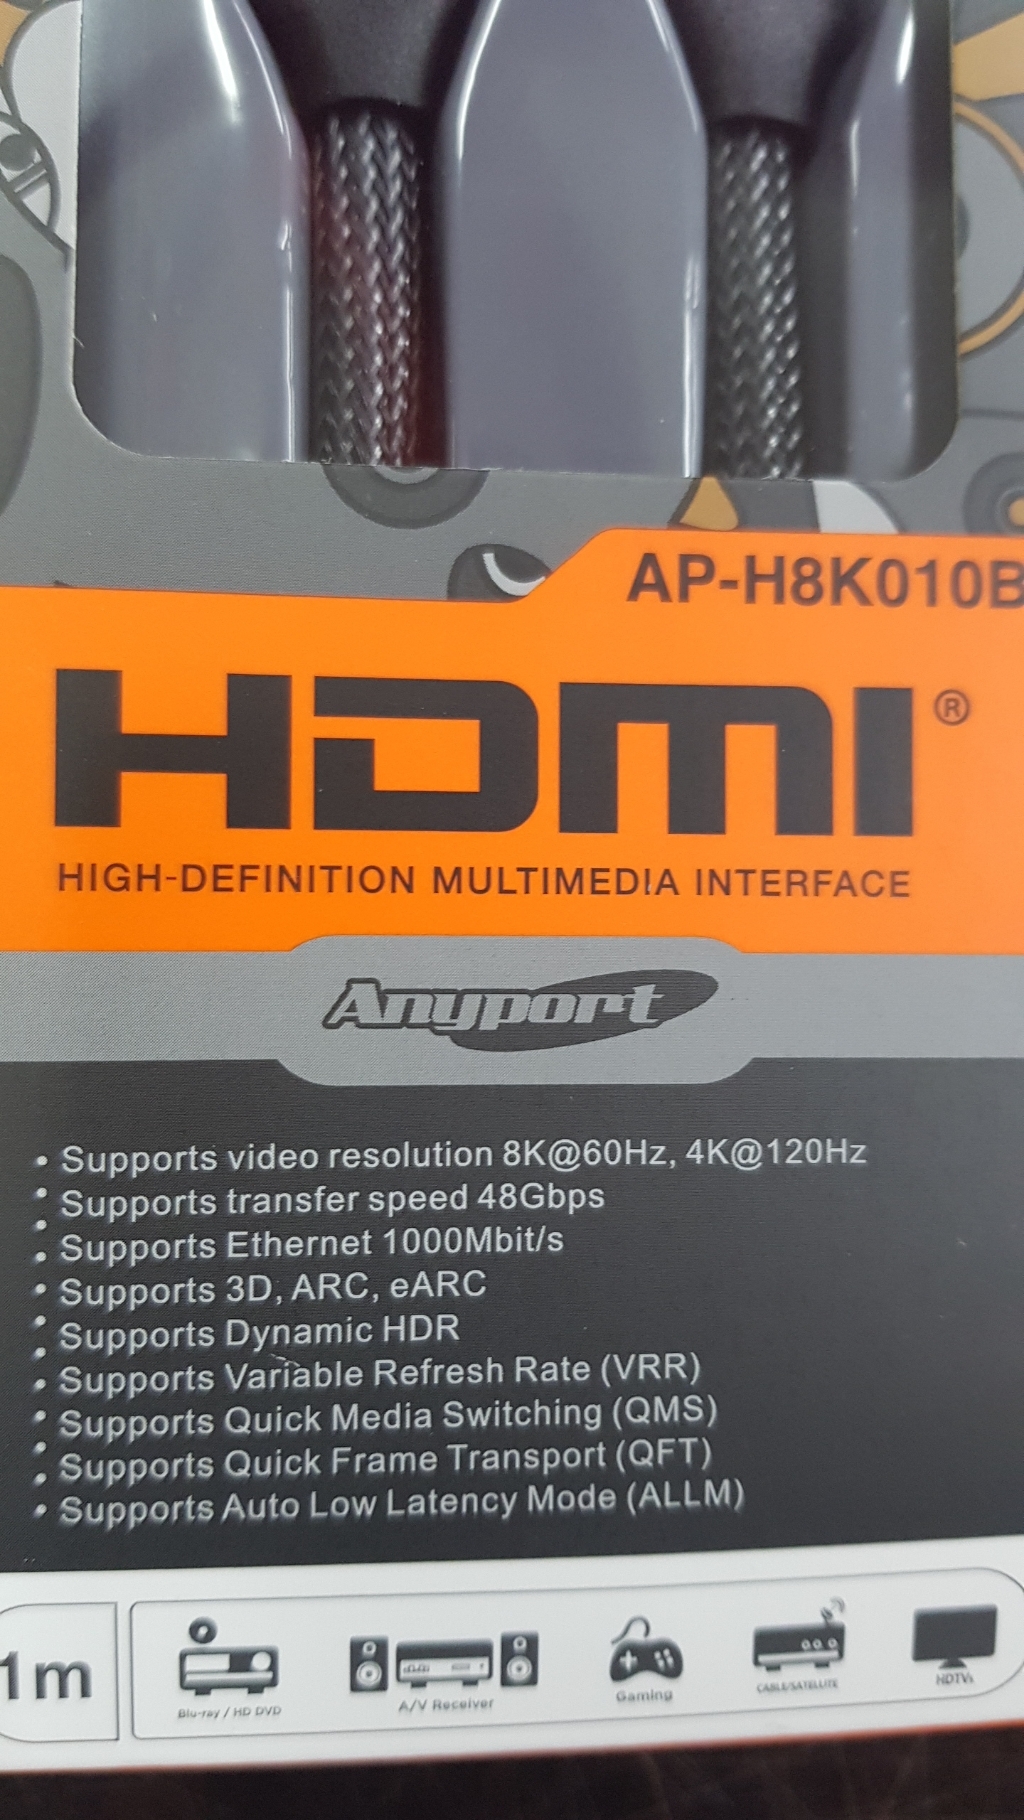 AP-H8K010B
HDMI®
HIGH-DEFINITION MULTIMEDIA INTERFACE
Anyport
• Supports video resolution 8K@60Hz, 4K@120Hz
• Supports transfer speed 48Gbps
• Supports Ethernet 1000Mbit/s
• Supports 3D, ARC, eARC
• Supports Dynamic HDR
• Supports Variable Refresh Rate (VRR)
• Supports Quick Media Switching (QMS)
• Supports Quick Frame Transport (QFT)
• Supports Auto Low Latency Mode (ALLM)
1m
Blu-ray / HD DVD
A/V Receiver
Gaming
CABLE/SATELLITE
HDTVs